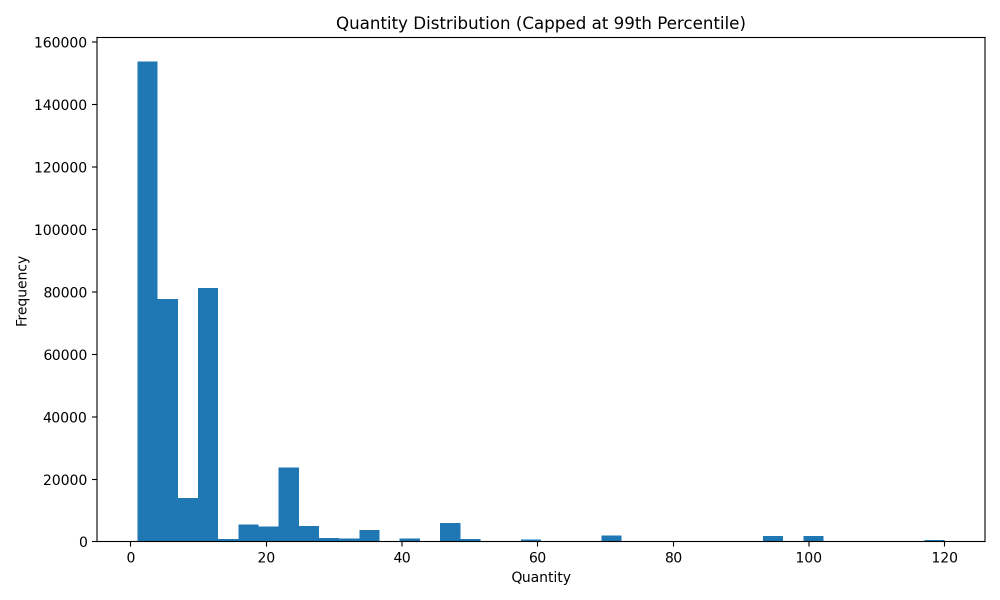 Quantity Distribution (Capped at 99th Percentile)
160000
140000
120000
100000
80000
60000
40000
20000
0
Frequency
0 20 40 60 80 100 120
Quantity